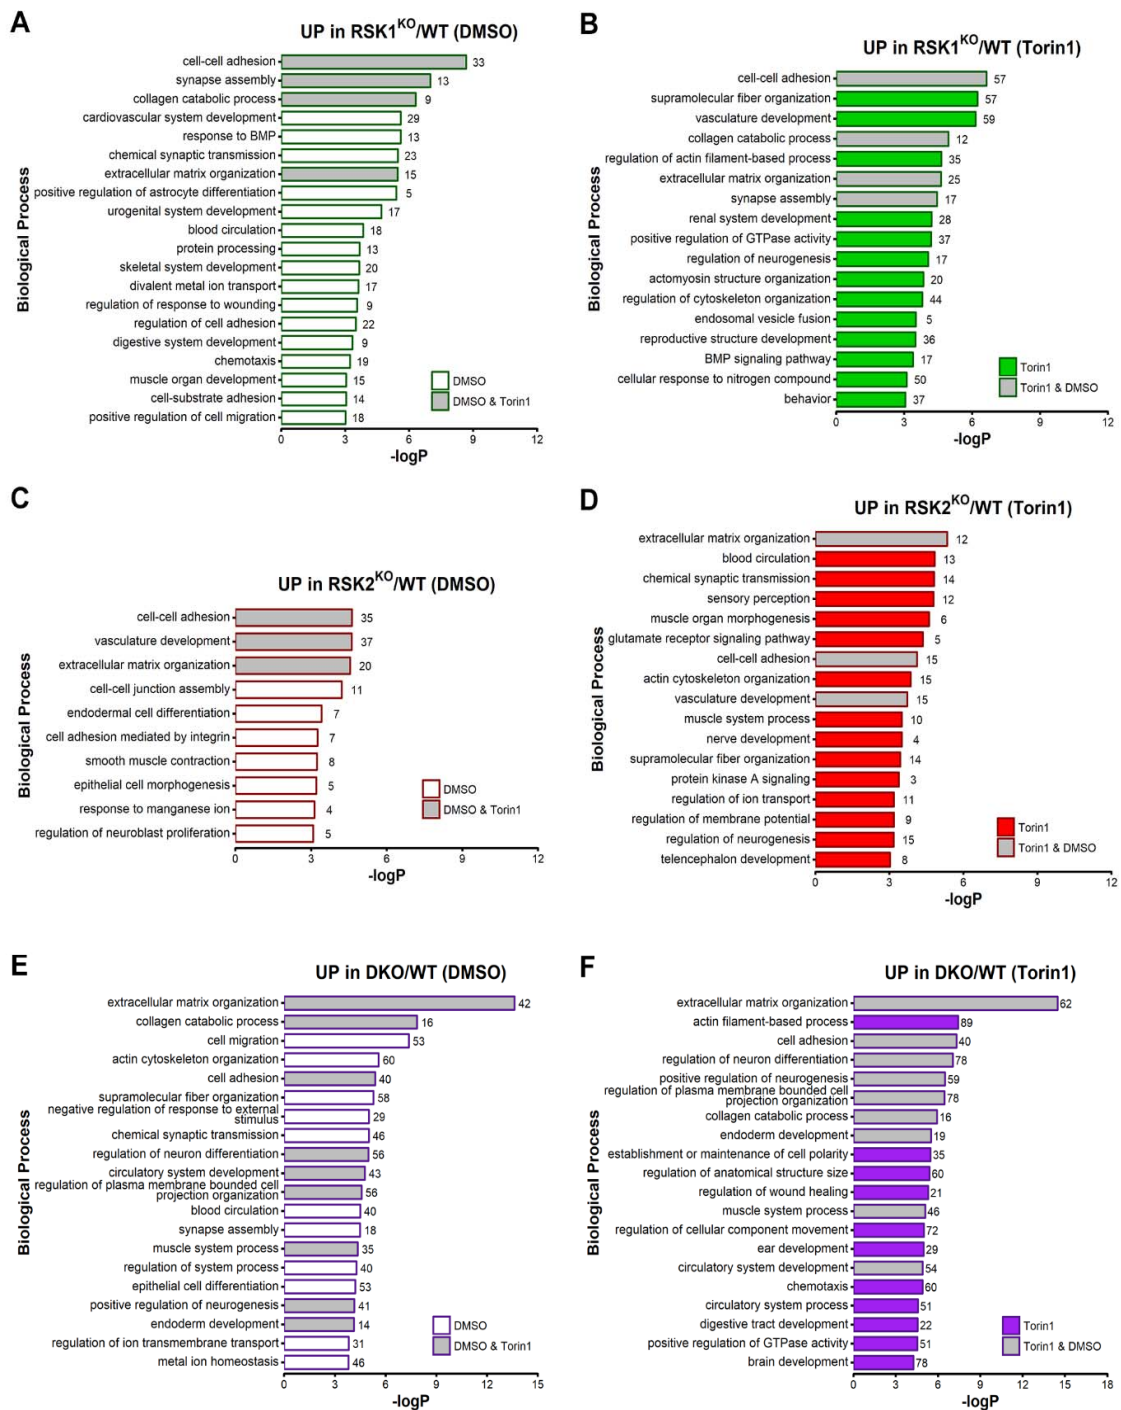 A
UP in RSK1KO/WT (DMSO)
Biological Process
cell-cell adhesion 33
synapse assembly 13
collagen catabolic process 9
cardiovascular system development 29
response to BMP 13
chemical synaptic transmission 23
extracellular matrix organization 15
positive regulation of astrocyte differentiation 5
urogenital system development 17
blood circulation 18
protein processing 13
skeletal system development 20
divalent metal ion transport 17
regulation of response to wounding 9
regulation of cell adhesion 22
digestive system development 9
chemotaxis 19
muscle organ development 15
cell-substrate adhesion 14
positive regulation of cell migration 18
DMSO
DMSO & Torin1
0 3 6 9 12
-logP
B
UP in RSK1KO/WT (Torin1)
Biological Process
cell-cell adhesion 57
supramolecular fiber organization 57
vasculature development 59
collagen catabolic process 12
regulation of actin filament-based process 35
extracellular matrix organization 25
synapse assembly 17
renal system development 28
positive regulation of GTPase activity 37
regulation of neurogenesis 17
actomyosin structure organization 20
regulation of cytoskeleton organization 44
endosomal vesicle fusion 5
reproductive structure development 36
BMP signaling pathway 17
cellular response to nitrogen compound 50
behavior 37
Torin1
Torin1 & DMSO
0 3 6 9 12
-logP
C
UP in RSK2KO/WT (DMSO)
Biological Process
cell-cell adhesion 35
vasculature development 37
extracellular matrix organization 20
cell-cell junction assembly 11
endodermal cell differentiation 7
cell adhesion mediated by integrin 7
smooth muscle contraction 8
epithelial cell morphogenesis 5
response to manganese ion 4
regulation of neuroblast proliferation 5
DMSO
DMSO & Torin1
0 3 6 9 12
-logP
D
UP in RSK2KO/WT (Torin1)
Biological Process
extracellular matrix organization 12
blood circulation 13
chemical synaptic transmission 14
sensory perception 12
muscle organ morphogenesis 6
glutamate receptor signaling pathway 5
cell-cell adhesion 15
actin cytoskeleton organization 15
vasculature development 15
muscle system process 10
nerve development 4
supramolecular fiber organization 14
protein kinase A signaling 3
regulation of ion transport 11
regulation of membrane potential 9
regulation of neurogenesis 15
telencephalon development 8
Torin1
Torin1 & DMSO
0 3 6 9 12
-logP
E
UP in DKO/WT (DMSO)
Biological Process
extracellular matrix organization 42
collagen catabolic process 16
cell migration 53
actin cytoskeleton organization 60
cell adhesion 40
supramolecular fiber organization 58
negative regulation of response to external
stimulus 29
chemical synaptic transmission 46
regulation of neuron differentiation 56
circulatory system development 43
regulation of plasma membrane bounded cell
projection organization 56
blood circulation 40
synapse assembly 18
muscle system process 35
regulation of system process 40
epithelial cell differentiation 53
positive regulation of neurogenesis 41
endoderm development 14
regulation of ion transmembrane transport 31
metal ion homeostasis 46
DMSO
DMSO & Torin1
0 3 6 9 12 15
-logP
F
UP in DKO/WT (Torin1)
Biological Process
extracellular matrix organization 62
actin filament-based process 89
cell adhesion 40
regulation of neuron differentiation 78
positive regulation of neurogenesis 59
regulation of plasma membrane bounded cell
projection organization 78
collagen catabolic process 16
endoderm development 19
establishment or maintenance of cell polarity 35
regulation of anatomical structure size 60
regulation of wound healing 21
muscle system process 46
regulation of cellular component movement 72
ear development 29
circulatory system development 54
chemotaxis 60
circulatory system process 51
digestive tract development 22
positive regulation of GTPase activity 51
brain development 78
Torin1
Torin1 & DMSO
0 3 6 9 12 15 18
-logP